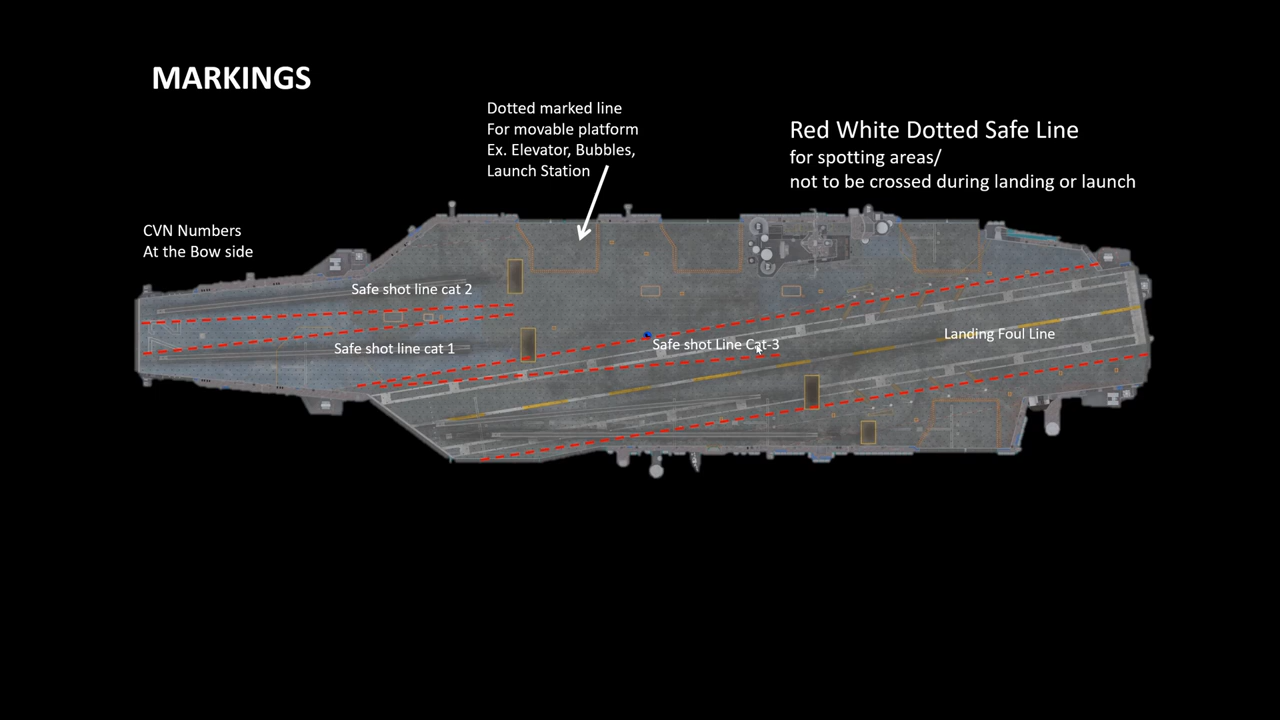 MARKINGS
Dotted marked line
For movable platform
Ex. Elevator, Bubbles,
Launch Station
Red White Dotted Safe Line
for spotting areas/
not to be crossed during landing or launch
CVN Numbers
At the Bow side
Safe shot line cat 2
Safe shot line cat 1
Safe shot Line Cat-3
Landing Foul Line